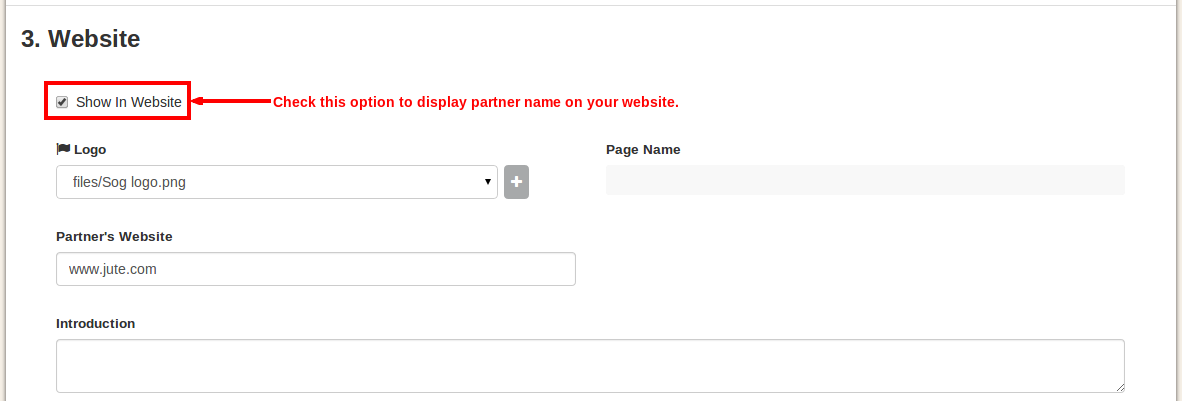 3. Website
Show In Website
Check this option to display partner name on your website.
Logo
Page Name
files/Sog logo.png
Partner's Website
www.jute.com
Introduction